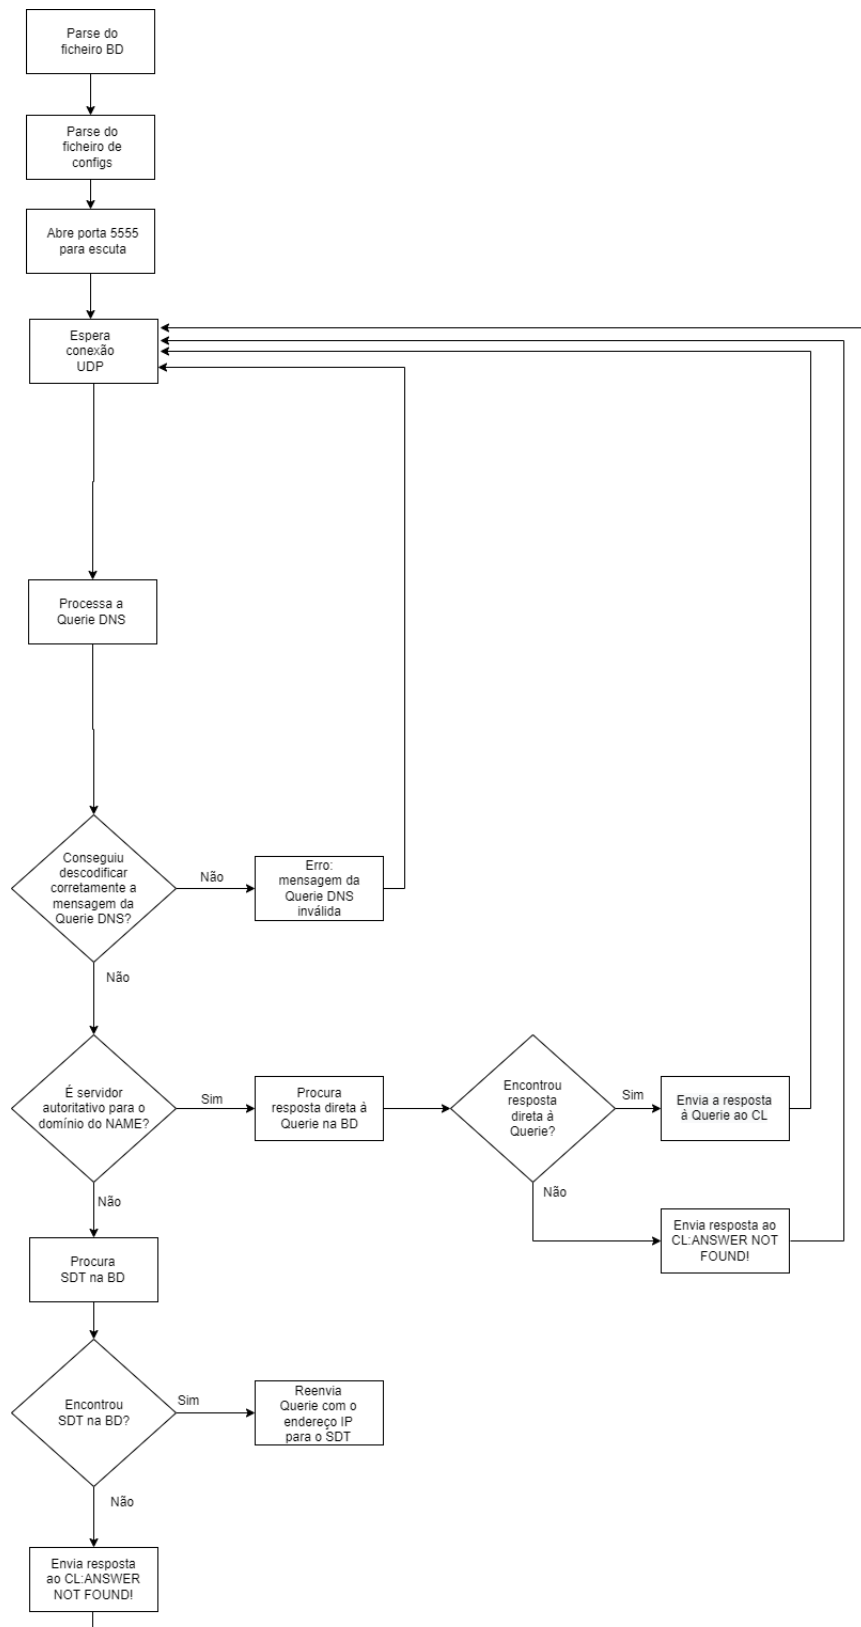 Parse do
ficheiro BD
Parse do
ficheiro de
configs
Abre porta 5555
para escuta
Espera
conexão
UDP
Processa a
Querie DNS
Conseguiu
descodificar
corretamente a
mensagem da
Querie DNS?
Não
Erro:
mensagem da
Querie DNS
inválida
Não
É servidor
autoritativo para o
domínio do NAME?
Sim
Procura
resposta direta à
Querie na BD
Encontrou
resposta
direta à
Querie?
Sim
Envia a resposta
à Querie ao CL
Não
Envia resposta ao
CL:ANSWER NOT
FOUND!
Não
Procura
SDT na BD
Encontrou
SDT na BD?
Sim
Reenvia
Querie com o
endereço IP
para o SDT
Não
Envia resposta
ao CL:ANSWER
NOT FOUND!